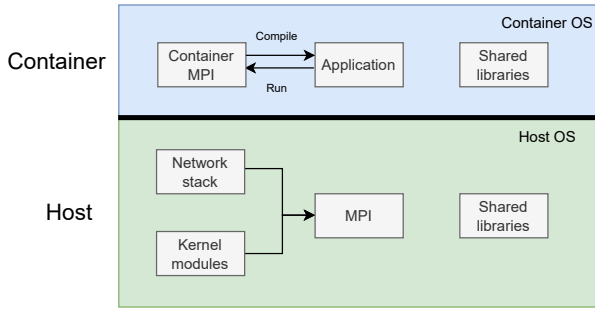 Container OS
Container
Container
MPI
Compile
Run
Application
Shared
libraries
Host OS
Host
Network
stack
Kernel
modules
MPI
Shared
libraries